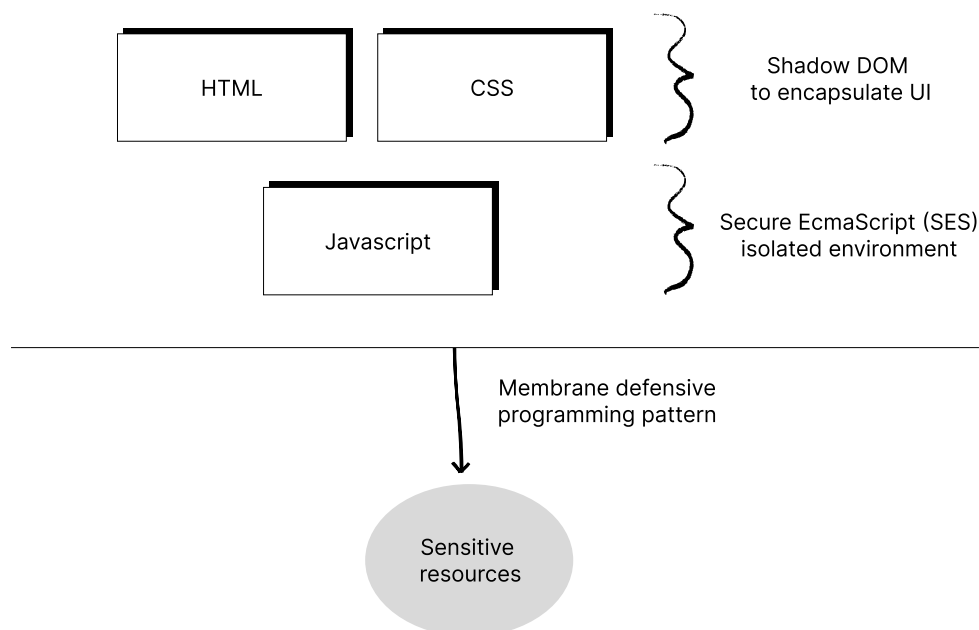 HTML
CSS
Shadow DOM
to encapsulate UI
Javascript
Secure EcmaScript (SES)
isolated environment
Membrane defensive
programming pattern
Sensitive
resources